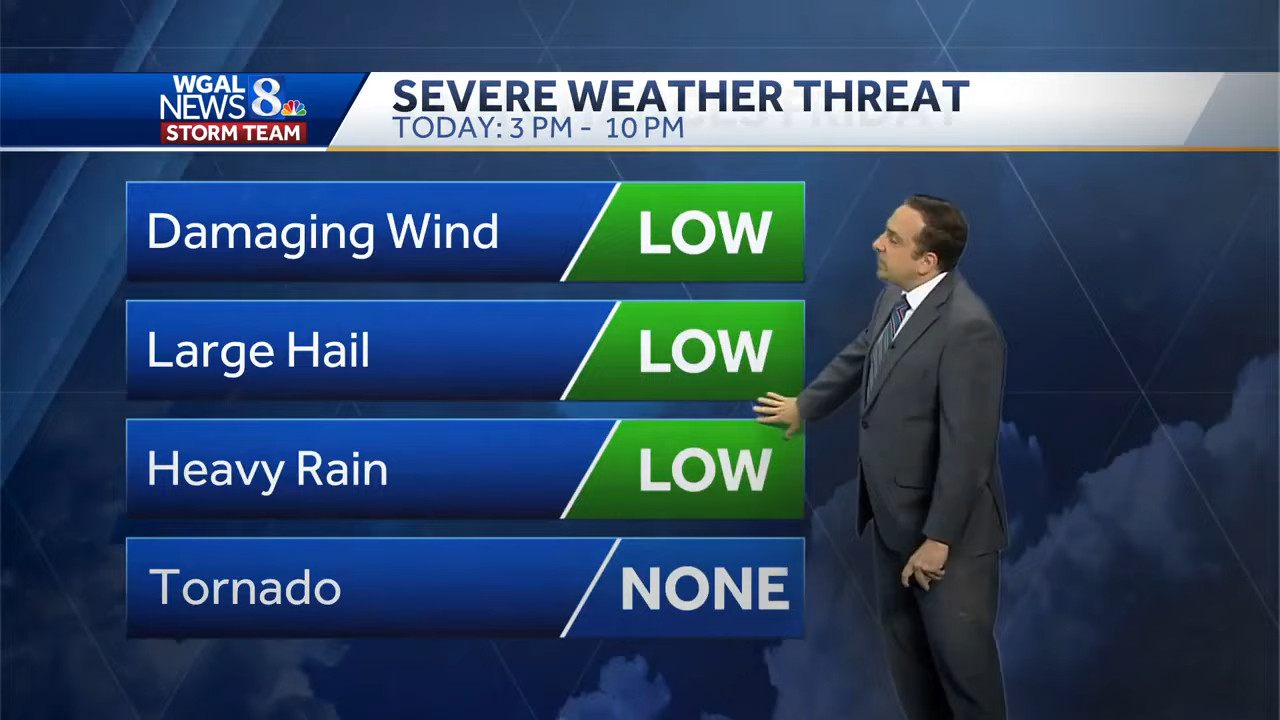 WGAL
NEWS 8
STORM TEAM
SEVERE WEATHER THREAT
TODAY: 3 PM - 10 PM
Damaging Wind LOW
Large Hail LOW
Heavy Rain LOW
Tornado NONE